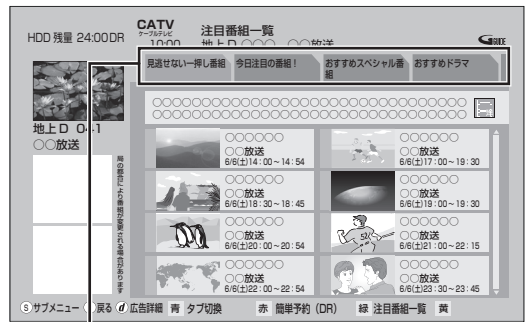 HDD 残量 24:00 DR
CATV
ケーブルテレビ
注目番組一覧
10:00
地上D ○○○ ○○放送
G GUIDE
見逃せない一押し番組
今日注目の番組!
おすすめスペシャル番組
おすすめドラマ
○○○○○○○○○○○○○○○○○○○○○○○○○○○○○
○○○○○○○○○○○○○○○○○○○○○○○○○○○○○
地上D 041
○○放送
局の都合により番組が変更される場合があります
○○○○○○
○○放送
6/6(土)14:00~14:54
○○○○○○
○○放送
6/6(土)17:00~19:30
○○○○○○
○○放送
6/6(土)18:30~18:45
○○○○○○
○○放送
6/6(土)19:00~19:30
○○○○○○
○○放送
6/6(土)20:00~20:54
○○○○○○
○○放送
6/6(土)21:00~22:15
○○○○○○
○○放送
6/6(土)22:00~22:54
○○○○○○
○○放送
6/6(土)23:30~23:45
S サブメニュー 戻る d 広告詳細 青 タブ切換 赤 簡単予約(DR) 緑 注目番組一覧 黄